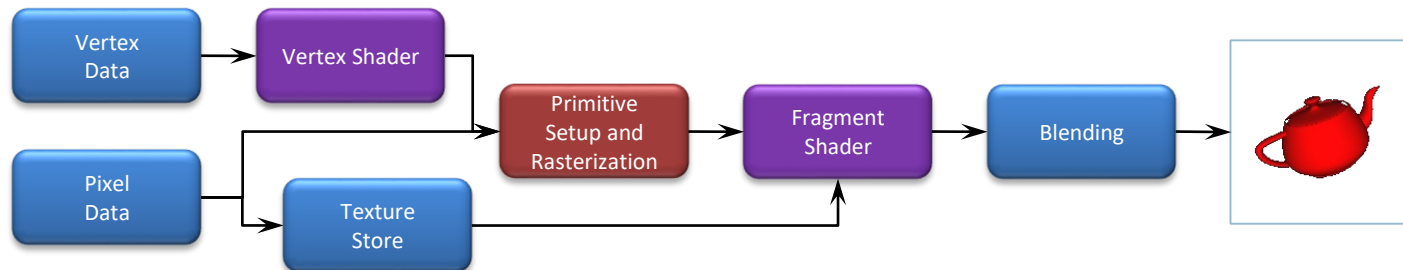 Vertex
Data
Vertex Shader
Primitive
Setup and
Rasterization
Fragment
Shader
Blending
Pixel
Data
Texture
Store